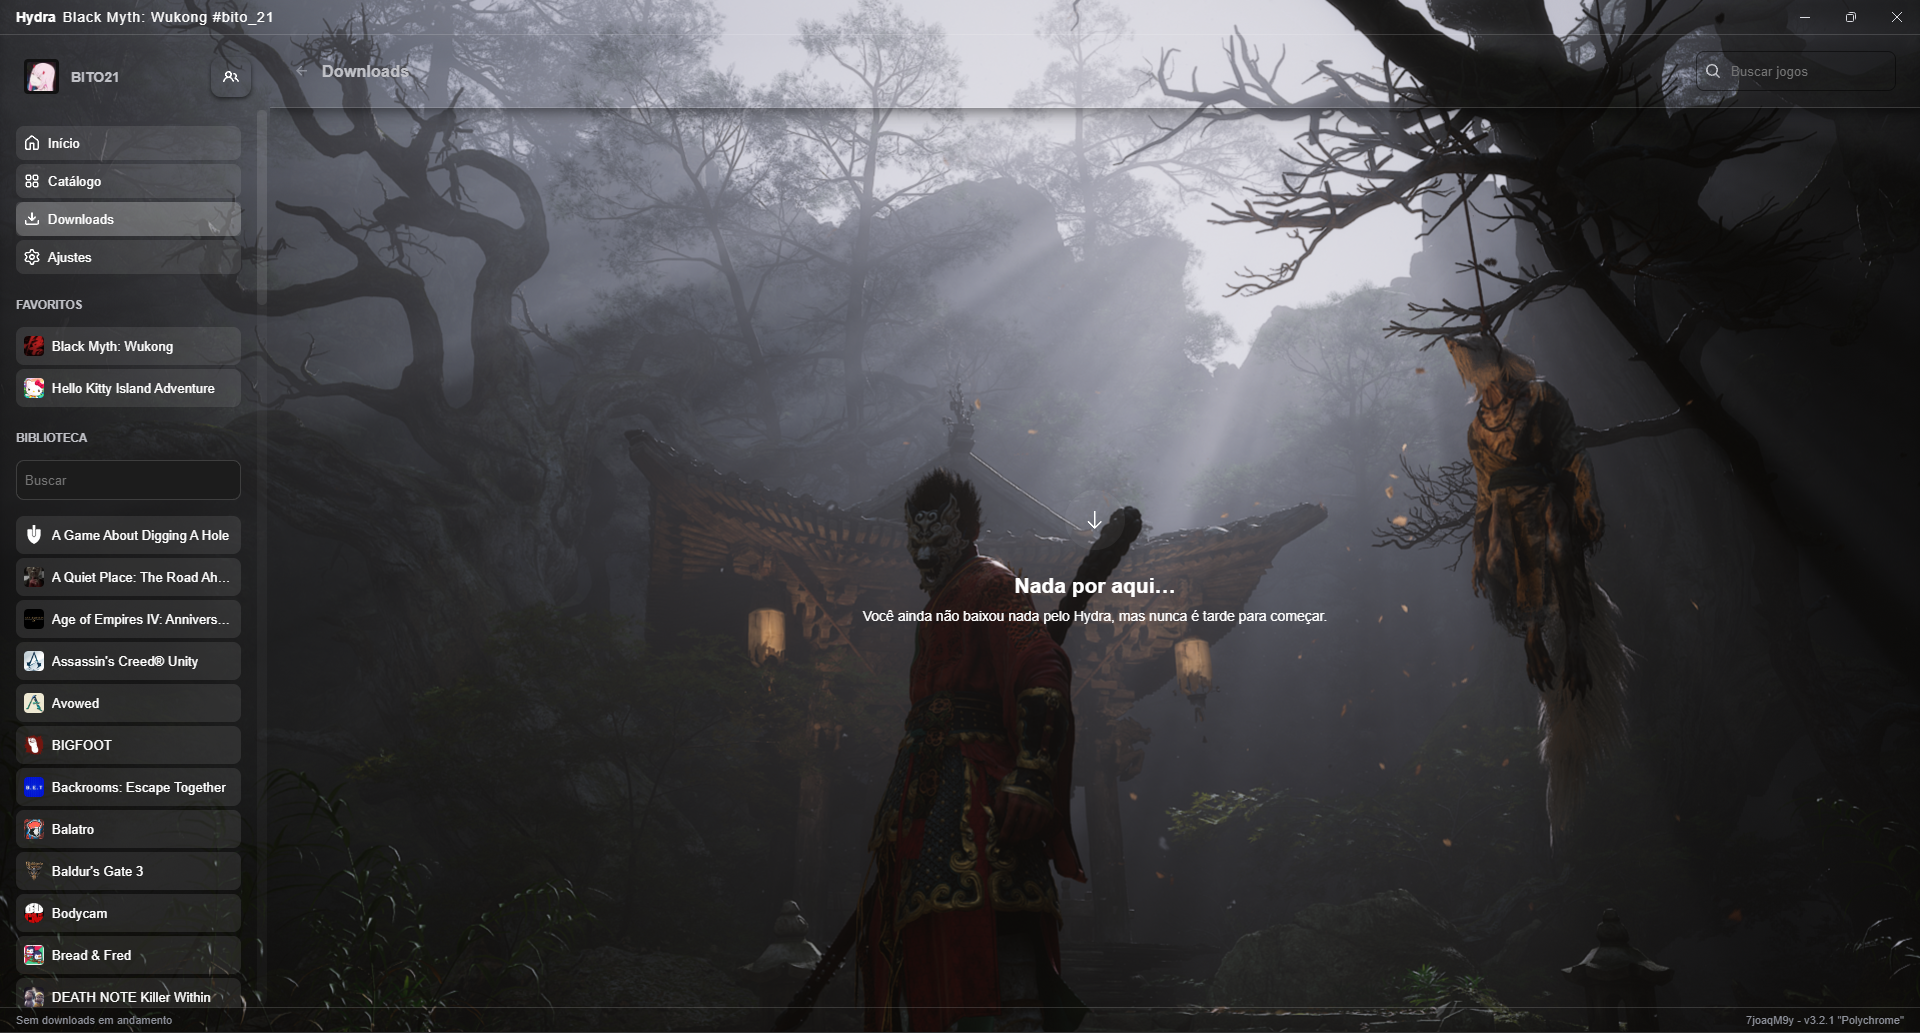 Hydra Black Myth: Wukong #bito_21
BITO21
Downloads
Buscar jogos
Início
Catálogo
Downloads
Ajustes
FAVORITOS
Black Myth: Wukong
Hello Kitty Island Adventure
BIBLIOTECA
Buscar
A Game About Digging A Hole
A Quiet Place: The Road Ah...
Age of Empires IV: Annivers...
Assassin's Creed® Unity
Avowed
BIGFOOT
Backrooms: Escape Together
Balatro
Baldur's Gate 3
Bodycam
Bread & Fred
DEATH NOTE Killer Within
Nada por aqui…
Você ainda não baixou nada pelo Hydra, mas nunca é tarde para começar.
Sem downloads em andamento
7joaqM9y - v3.2.1 "Polychrome"